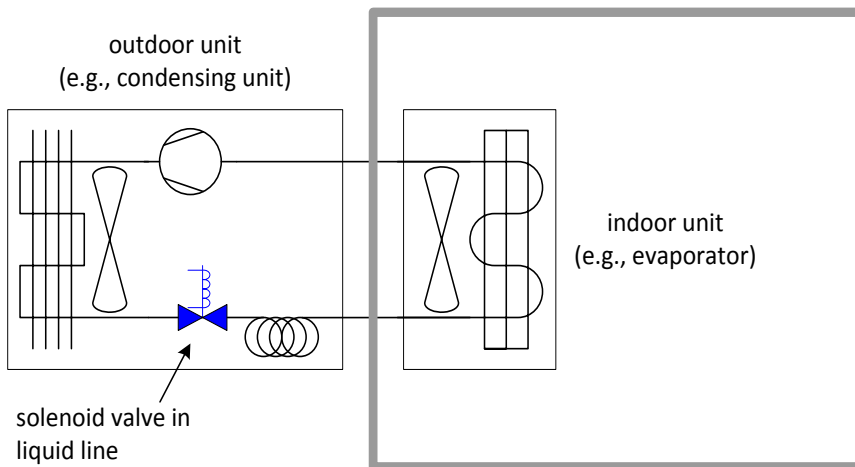 outdoor unit
(e.g., condensing unit)
indoor unit
(e.g., evaporator)
solenoid valve in
liquid line